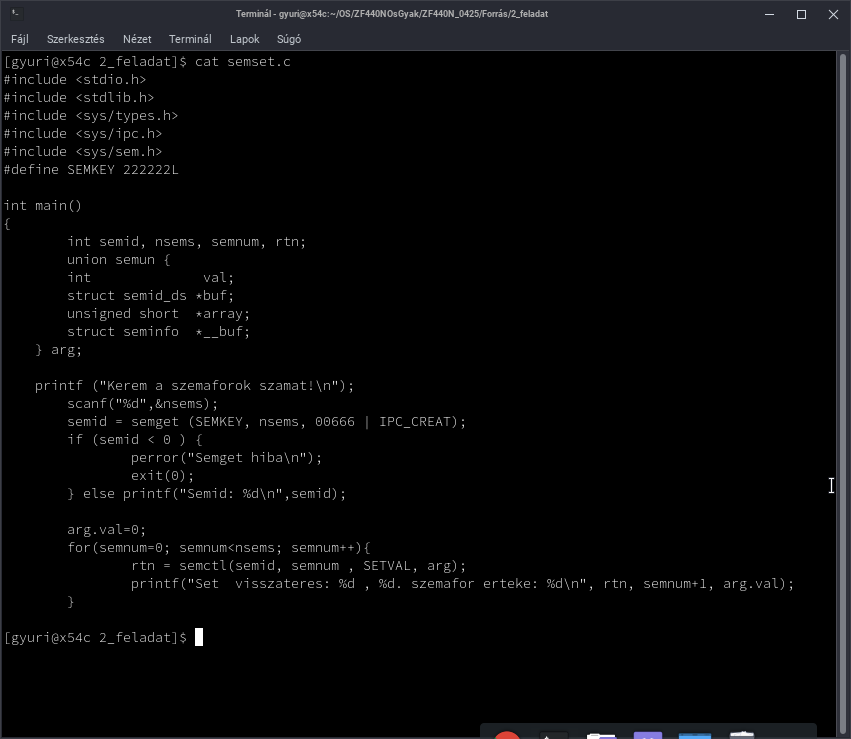 Terminál - gyuri@x54c:~/OS/ZF440NOsGyak/ZF440N_0425/Forrás/2_feladat
Fájl Szerkesztés Nézet Terminál Lapok Súgó
[gyuri@x54c 2_feladat]$ cat semset.c
#include <stdio.h>
#include <stdlib.h>
#include <sys/types.h>
#include <sys/ipc.h>
#include <sys/sem.h>
#define SEMKEY 222222L

int main()
{
        int semid, nsems, semnum, rtn;
        union semun {
        int              val;
        struct semid_ds *buf;
        unsigned short  *array;
        struct seminfo  *__buf;
    } arg;

    printf ("Kerem a szemaforok szamat!\n");
        scanf("%d",&nsems);
        semid = semget (SEMKEY, nsems, 00666 | IPC_CREAT);
        if (semid < 0 ) {
                perror("Semget hiba\n");
                exit(0);
        } else printf("Semid: %d\n",semid);

        arg.val=0;
        for(semnum=0; semnum<nsems; semnum++){
                rtn = semctl(semid, semnum , SETVAL, arg);
                printf("Set  visszateres: %d , %d. szemafor erteke: %d\n", rtn, semnum+1, arg.val);
        }

[gyuri@x54c 2_feladat]$